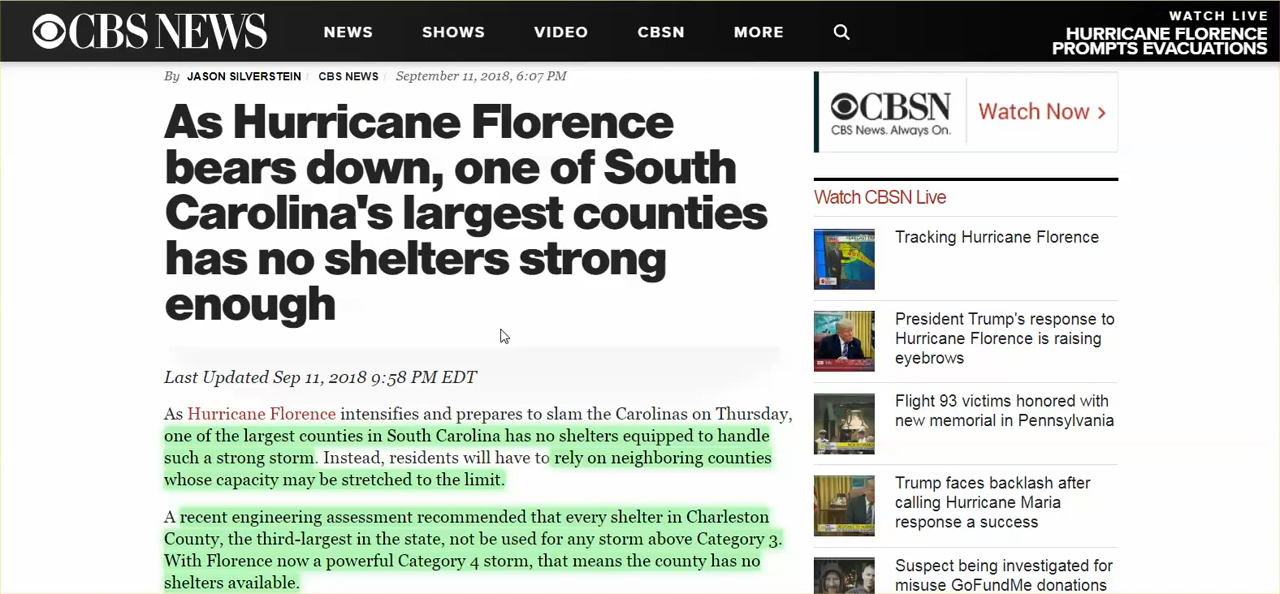 CBS NEWS
NEWS SHOWS VIDEO CBSN MORE
WATCH LIVE
HURRICANE FLORENCE
PROMPTS EVACUATIONS
By JASON SILVERSTEIN / CBS NEWS / September 11, 2018, 6:07 PM
As Hurricane Florence
bears down, one of South
Carolina's largest counties
has no shelters strong
enough
Last Updated Sep 11, 2018 9:58 PM EDT
As Hurricane Florence intensifies and prepares to slam the Carolinas on Thursday,
one of the largest counties in South Carolina has no shelters equipped to handle
such a strong storm. Instead, residents will have to rely on neighboring counties
whose capacity may be stretched to the limit.
A recent engineering assessment recommended that every shelter in Charleston
County, the third-largest in the state, not be used for any storm above Category 3.
With Florence now a powerful Category 4 storm, that means the county has no
shelters available.
CBSN
CBS News. Always On.
Watch Now >
Watch CBSN Live
Tracking Hurricane Florence
President Trump's response to
Hurricane Florence is raising
eyebrows
Flight 93 victims honored with
new memorial in Pennsylvania
Trump faces backlash after
calling Hurricane Maria
response a success
Suspect being investigated for
misuse GoFundMe donations